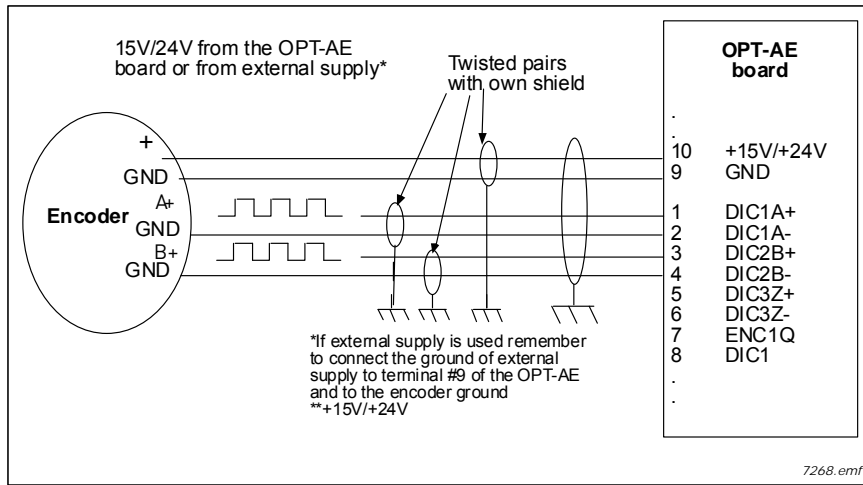 15V/24V from the OPT-AE
board or from external supply*
Twisted pairs
with own shield
OPT-AE
board
.
.
+
10 +15V/+24V
GND
9 GND
A+
1 DIC1A+
Encoder
GND
2 DIC1A-
B+
3 DIC2B+
GND
4 DIC2B-
5 DIC3Z+
6 DIC3Z-
7 ENC1Q
8 DIC1
.
.
*If external supply is used remember
to connect the ground of external
supply to terminal #9 of the OPT-AE
and to the encoder ground
**+15V/+24V
7268.emf